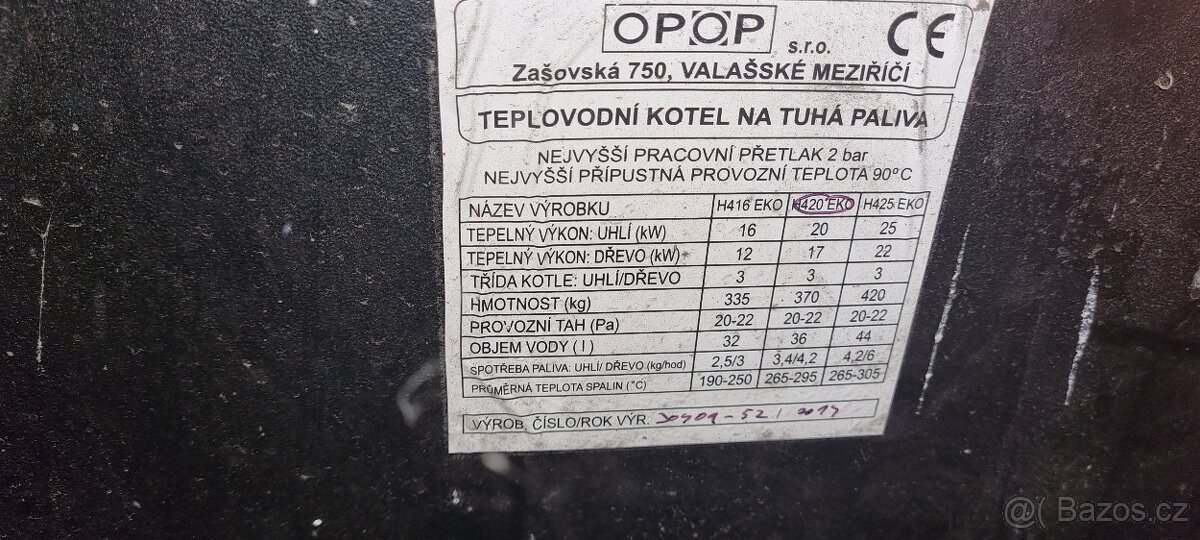 OPOP s.r.o. CE
Zašovská 750, VALAŠSKÉ MEZIŘÍČÍ
TEPLOVODNÍ KOTEL NA TUHÁ PALIVA
NEJVYŠŠÍ PRACOVNÍ PŘETLAK 2 bar
NEJVYŠŠÍ PŘÍPUSTNÁ PROVOZNÍ TEPLOTA 90°C
NÁZEV VÝROBKU H416 EKO H420 EKO H425 EKO
TEPELNÝ VÝKON: UHLÍ (kW) 16 20 25
TEPELNÝ VÝKON: DŘEVO (kW) 12 17 22
TŘÍDA KOTLE: UHLÍ/DŘEVO 3 3 3
HMOTNOST (kg) 335 370 420
PROVOZNÍ TAH (Pa) 20-22 20-22 20-22
OBJEM VODY ( l ) 32 36 44
SPOTŘEBA PALIVA: UHLÍ/ DŘEVO (kg/hod) 2,5/3 3,4/4,2 4,2/6
PRŮMĚRNÁ TEPLOTA SPALIN (°C) 190-250 265-295 265-305
VÝROB. ČÍSLO/ROK VÝR.
@ Bazos.cz